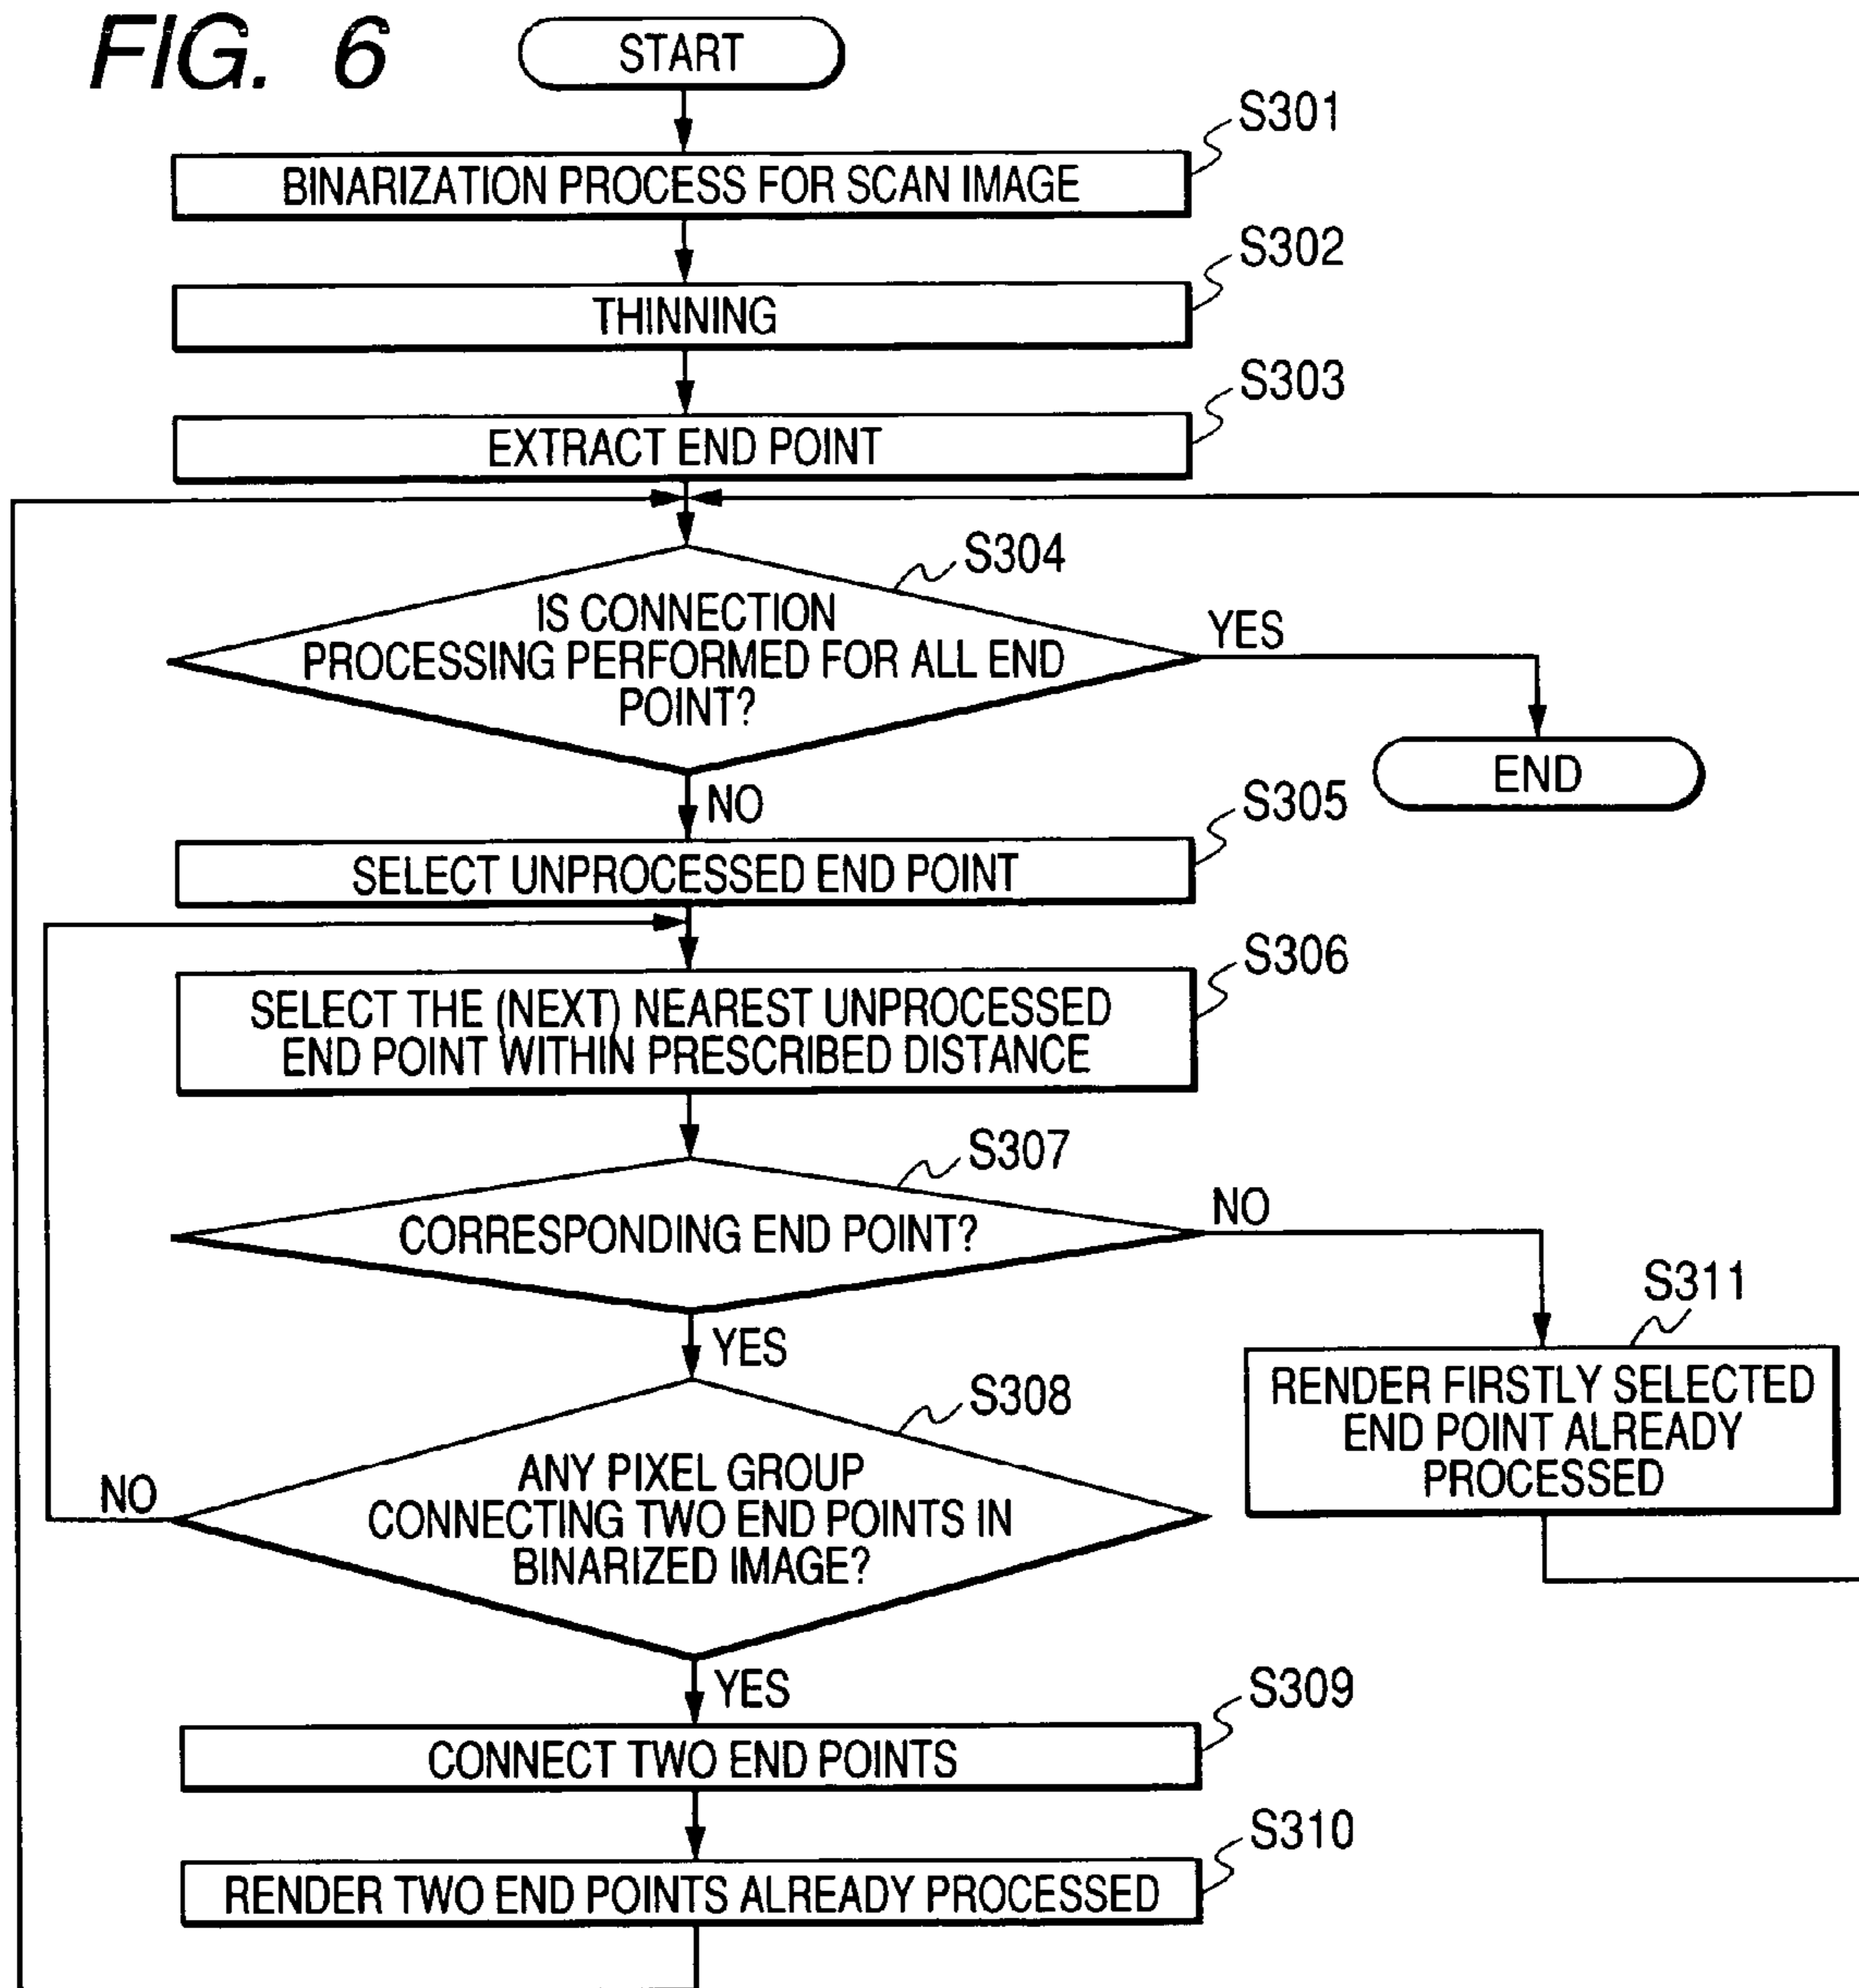 FIG. 6
START
S301
BINARIZATION PROCESS FOR SCAN IMAGE
S302
THINNING
S303
EXTRACT END POINT
S304
IS CONNECTION
PROCESSING PERFORMED FOR ALL END
POINT?
YES
END
NO
S305
SELECT UNPROCESSED END POINT
S306
SELECT THE (NEXT) NEAREST UNPROCESSED
END POINT WITHIN PRESCRIBED DISTANCE
S307
CORRESPONDING END POINT?
NO
S311
RENDER FIRSTLY SELECTED
END POINT ALREADY
PROCESSED
YES
S308
ANY PIXEL GROUP
CONNECTING TWO END POINTS IN
BINARIZED IMAGE?
NO
YES
S309
CONNECT TWO END POINTS
S310
RENDER TWO END POINTS ALREADY PROCESSED